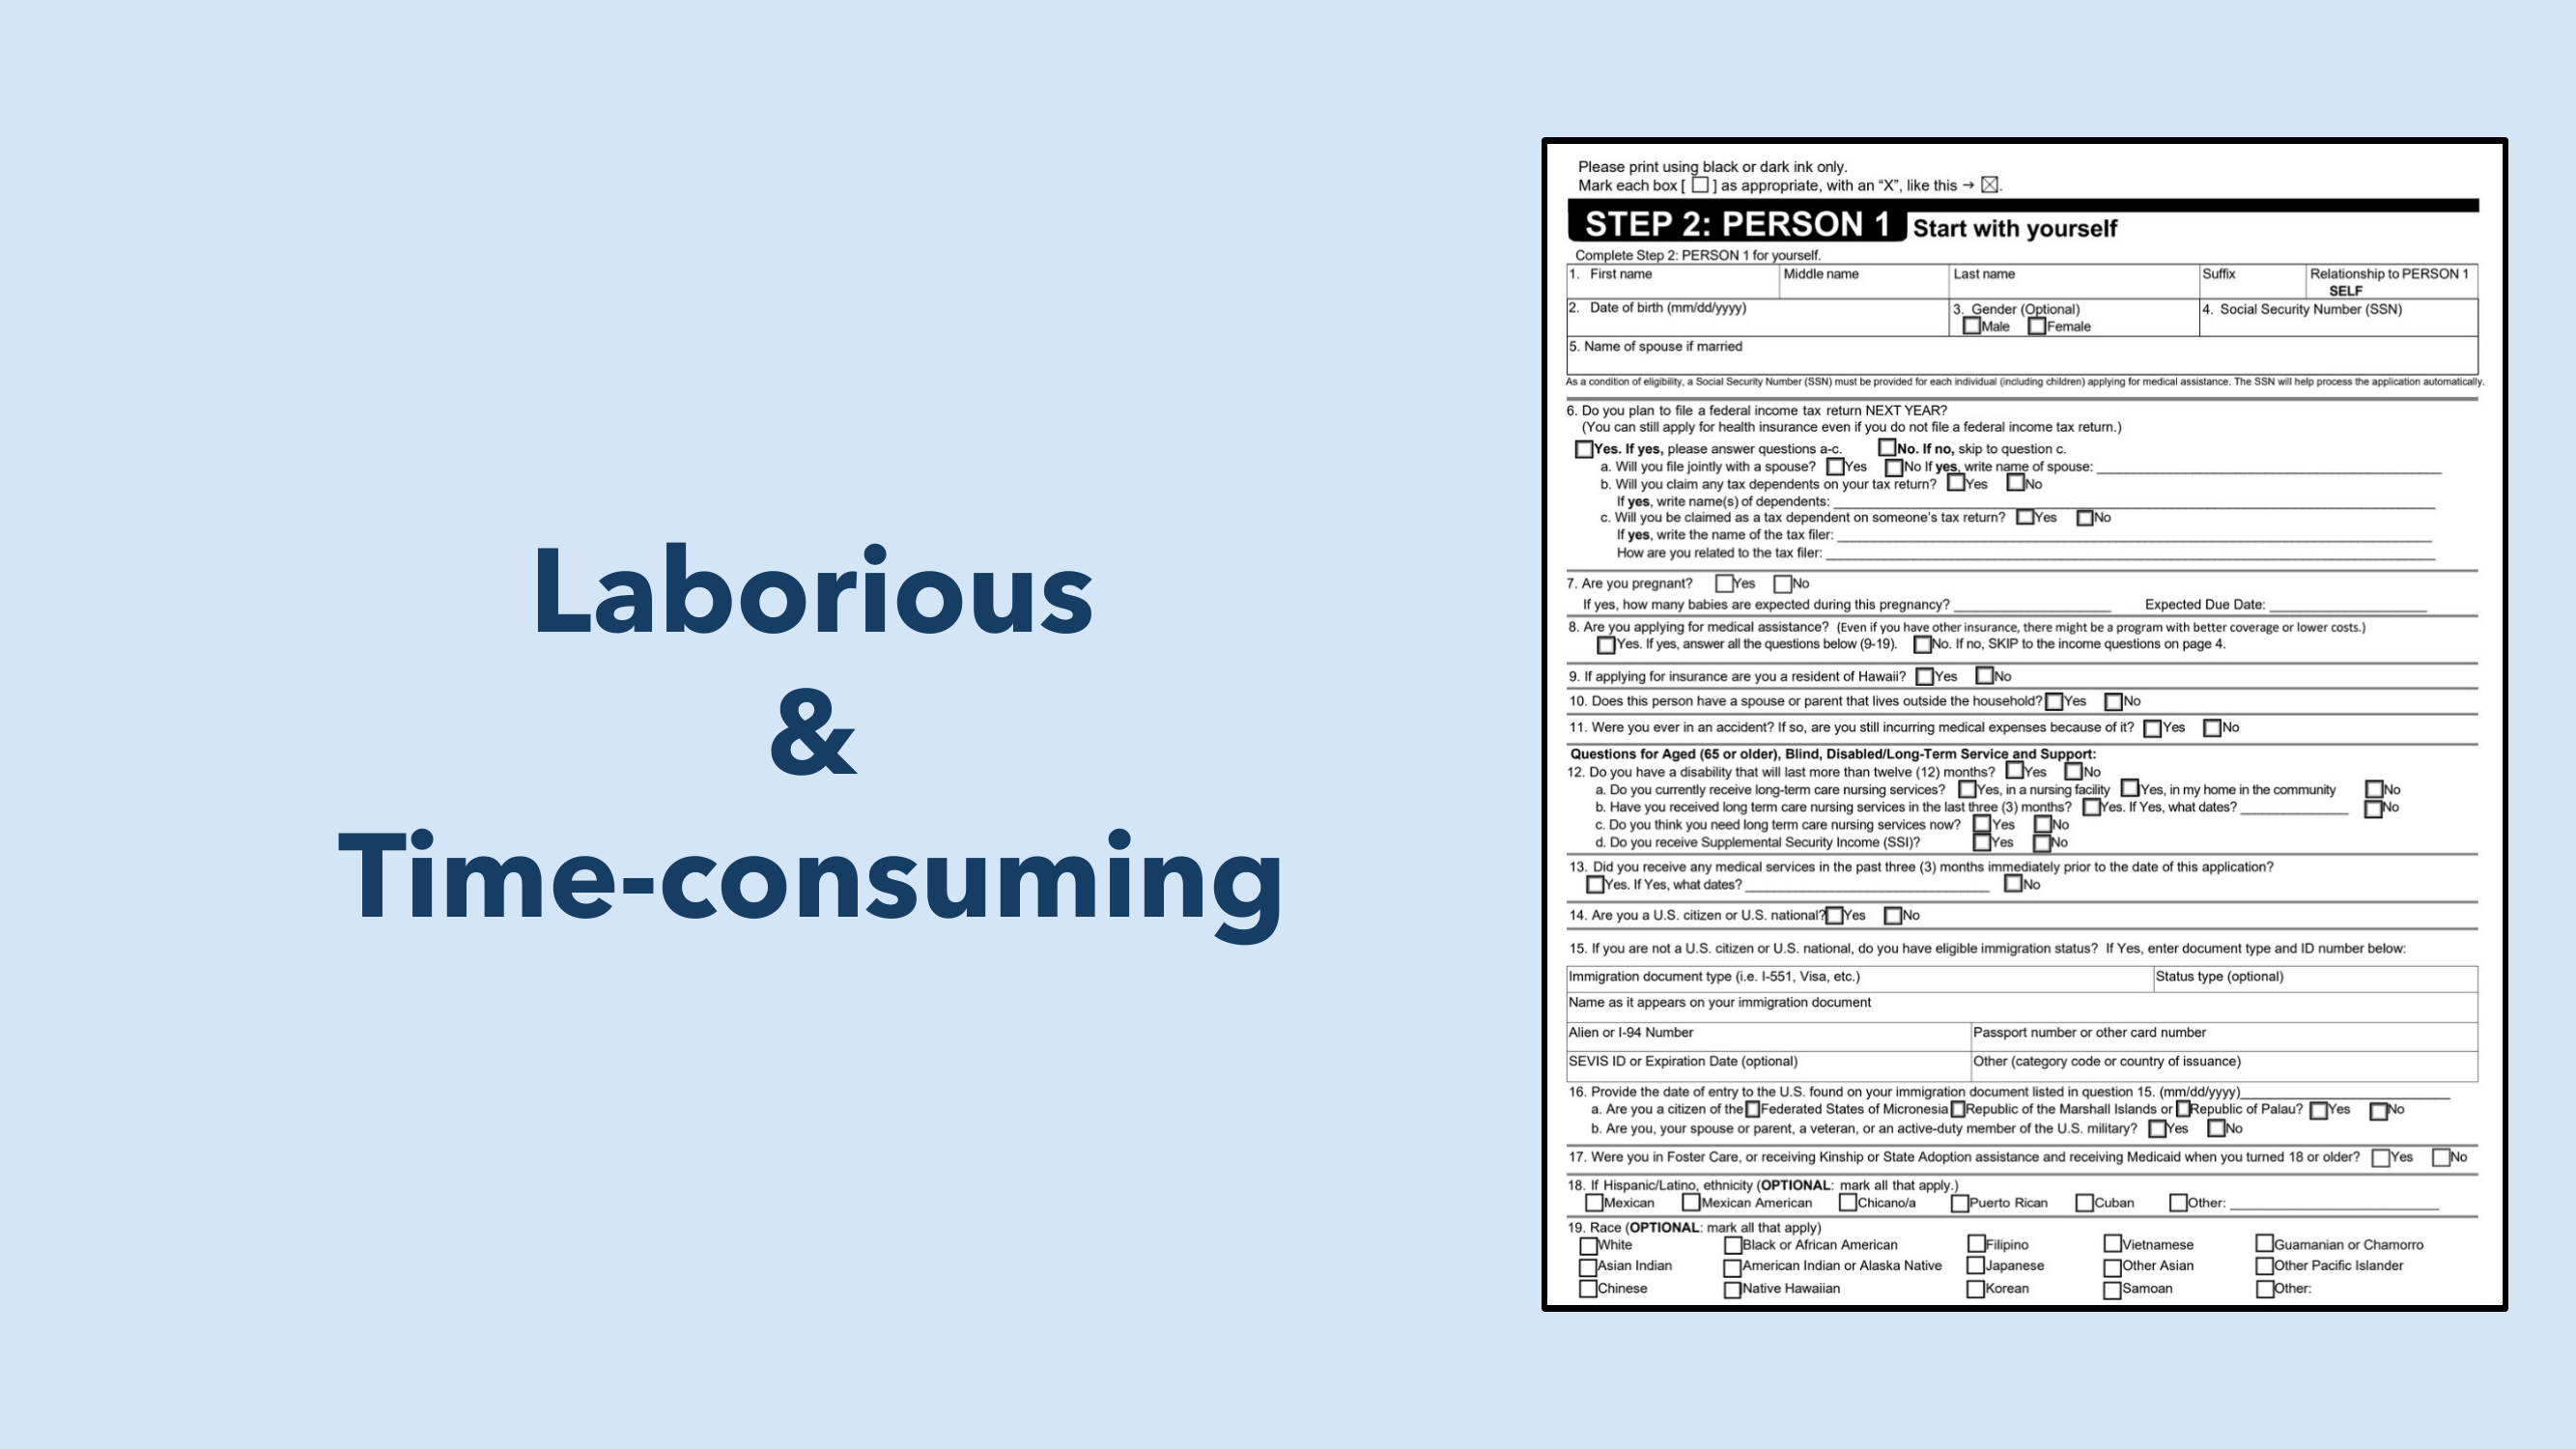 Laborious
&
Time-consuming
Please print using black or dark ink only.
Mark each box [ ☐ ] as appropriate, with an “X”, like this → ☒.
STEP 2: PERSON 1 Start with yourself
Complete Step 2: PERSON 1 for yourself.
1. First name Middle name Last name Suffix Relationship to PERSON 1
SELF
2. Date of birth (mm/dd/yyyy) 3. Gender (Optional) 4. Social Security Number (SSN)
☐Male ☐Female
5. Name of spouse if married
As a condition of eligibility, a Social Security Number (SSN) must be provided for each individual (including children) applying for medical assistance. The SSN will help process the application automatically.
6. Do you plan to file a federal income tax return NEXT YEAR?
(You can still apply for health insurance even if you do not file a federal income tax return.)
☐Yes. If yes, please answer questions a-c. ☐No. If no, skip to question c.
a. Will you file jointly with a spouse? ☐Yes ☐No If yes, write name of spouse: ____
b. Will you claim any tax dependents on your tax return? ☐Yes ☐No
If yes, write name(s) of dependents: ____
c. Will you be claimed as a tax dependent on someone’s tax return? ☐Yes ☐No
If yes, write the name of the tax filer: ____
How are you related to the tax filer: ____
7. Are you pregnant? ☐Yes ☐No
If yes, how many babies are expected during this pregnancy? ____ Expected Due Date: ____
8. Are you applying for medical assistance? (Even if you have other insurance, there might be a program with better coverage or lower costs.)
☐Yes. If yes, answer all the questions below (9-19). ☐No. If no, SKIP to the income questions on page 4.
9. If applying for insurance are you a resident of Hawaii? ☐Yes ☐No
10. Does this person have a spouse or parent that lives outside the household? ☐Yes ☐No
11. Were you ever in an accident? If so, are you still incurring medical expenses because of it? ☐Yes ☐No
Questions for Aged (65 or older), Blind, Disabled/Long-Term Service and Support:
12. Do you have a disability that will last more than twelve (12) months? ☐Yes ☐No
a. Do you currently receive long-term care nursing services? ☐Yes, in a nursing facility ☐Yes, in my home in the community ☐No
b. Have you received long term care nursing services in the last three (3) months? ☐Yes. If Yes, what dates? ____ ☐No
c. Do you think you need long term care nursing services now? ☐Yes ☐No
d. Do you receive Supplemental Security Income (SSI)? ☐Yes ☐No
13. Did you receive any medical services in the past three (3) months immediately prior to the date of this application?
☐Yes. If Yes, what dates? ____ ☐No
14. Are you a U.S. citizen or U.S. national? ☐Yes ☐No
15. If you are not a U.S. citizen or U.S. national, do you have eligible immigration status? If Yes, enter document type and ID number below:
Immigration document type (i.e. I-551, Visa, etc.) Status type (optional)
Name as it appears on your immigration document
Alien or I-94 Number Passport number or other card number
SEVIS ID or Expiration Date (optional) Other (category code or country of issuance)
16. Provide the date of entry to the U.S. found on your immigration document listed in question 15. (mm/dd/yyyy)____
a. Are you a citizen of the ☐Federated States of Micronesia ☐Republic of the Marshall Islands or ☐Republic of Palau? ☐Yes ☐No
b. Are you, your spouse or parent, a veteran, or an active-duty member of the U.S. military? ☐Yes ☐No
17. Were you in Foster Care, or receiving Kinship or State Adoption assistance and receiving Medicaid when you turned 18 or older? ☐Yes ☐No
18. If Hispanic/Latino, ethnicity (OPTIONAL: mark all that apply.)
☐Mexican ☐Mexican American ☐Chicano/a ☐Puerto Rican ☐Cuban ☐Other: ____
19. Race (OPTIONAL: mark all that apply)
☐White ☐Black or African American ☐Filipino ☐Vietnamese ☐Guamanian or Chamorro
☐Asian Indian ☐American Indian or Alaska Native ☐Japanese ☐Other Asian ☐Other Pacific Islander
☐Chinese ☐Native Hawaiian ☐Korean ☐Samoan ☐Other: